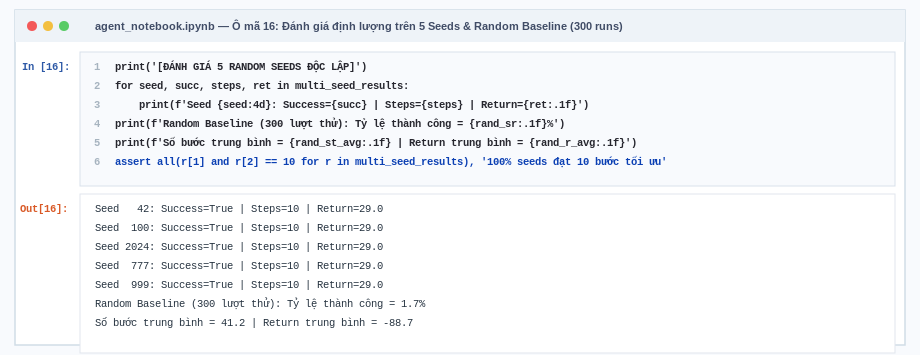 agent_notebook.ipynb — Ô mã 16: Đánh giá định lượng trên 5 Seeds & Random Baseline (300 runs)
In [16]:
1 print('[ĐÁNH GIÁ 5 RANDOM SEEDS ĐỘC LẬP]')
2 for seed, succ, steps, ret in multi_seed_results:
3     print(f'Seed {seed:4d}: Success={succ} | Steps={steps} | Return={ret:.1f}')
4 print(f'Random Baseline (300 lượt thử): Tỷ lệ thành công = {rand_sr:.1f}%')
5 print(f'Số bước trung bình = {rand_st_avg:.1f} | Return trung bình = {rand_r_avg:.1f}')
6 assert all(r[1] and r[2] == 10 for r in multi_seed_results), '100% seeds đạt 10 bước tối ưu'
Out[16]:
Seed   42: Success=True | Steps=10 | Return=29.0
Seed  100: Success=True | Steps=10 | Return=29.0
Seed 2024: Success=True | Steps=10 | Return=29.0
Seed  777: Success=True | Steps=10 | Return=29.0
Seed  999: Success=True | Steps=10 | Return=29.0
Random Baseline (300 lượt thử): Tỷ lệ thành công = 1.7%
Số bước trung bình = 41.2 | Return trung bình = -88.7